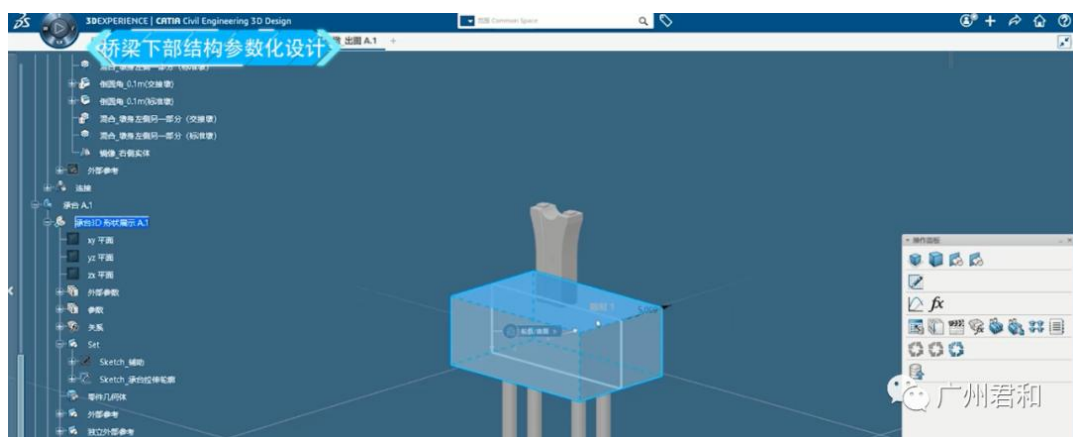 3DEXPERIENCE | CATIA Civil Engineering 3D Design
Common Space
桥梁下部结构参数化设计
出图 A.1
倒圆角_0.1m(交接墩)
倒圆角_0.1m(标准墩)
混合_墩身左侧另一部分（交接墩）
混合_墩身左侧另一部分（标准墩）
镜像_右侧实体
外部参考
连接
承台 A.1
承台3D 形状展示 A.1
xy 平面
yz 平面
zx 平面
外部参数
参数
关系
Set
Sketch_辅助
Sketch_承台拉伸轮廓
零件几何体
外部参考
独立外部参考
操作面板
fx
广州君和